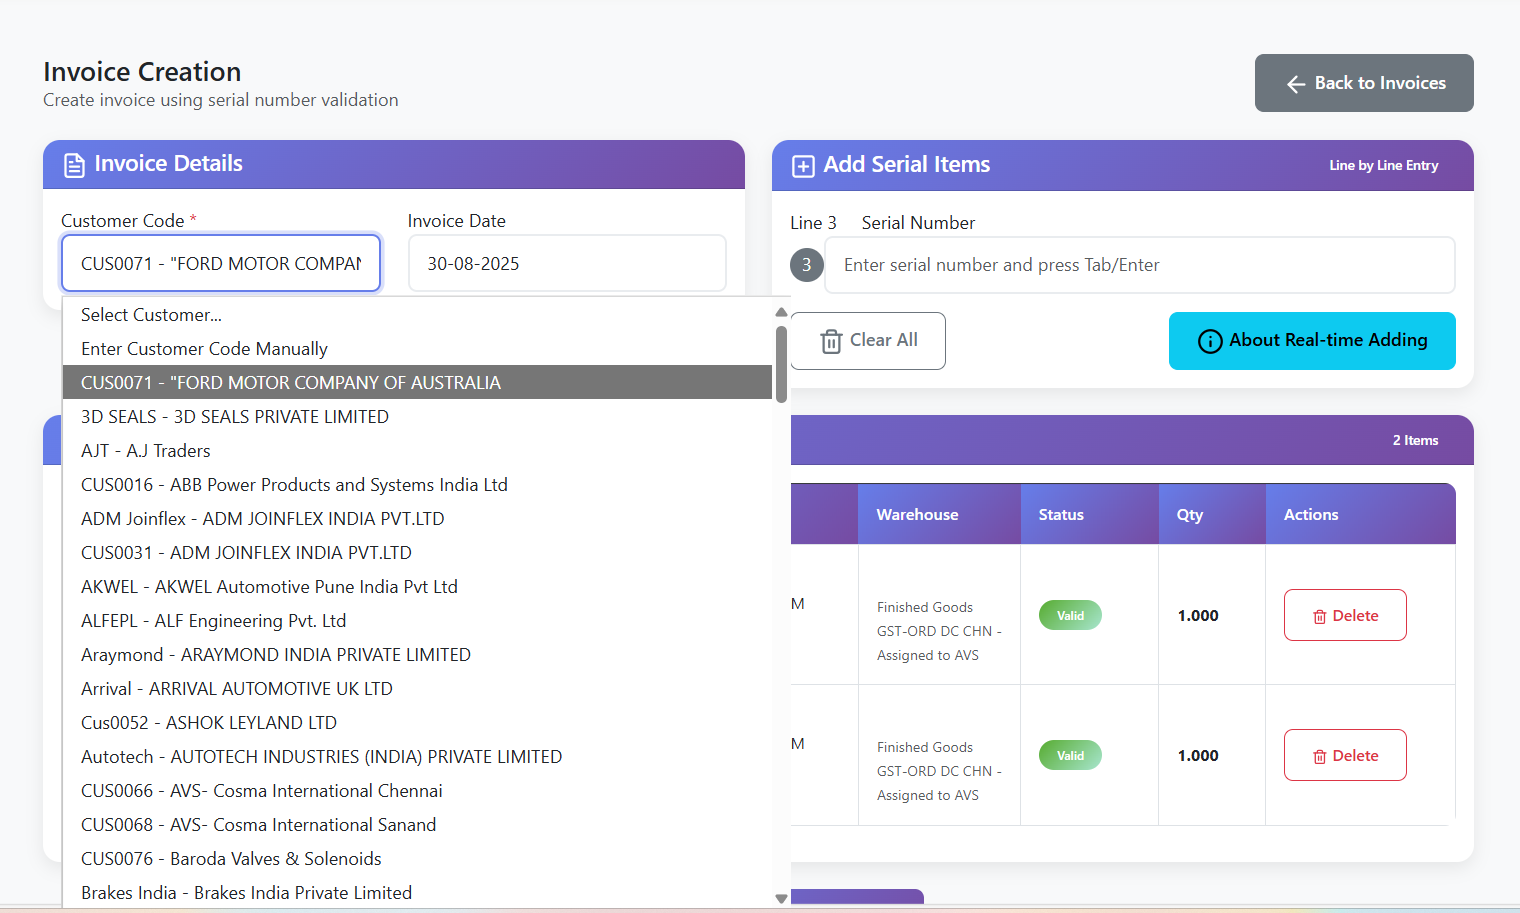 Invoice Creation
Create invoice using serial number validation
Back to Invoices
Invoice Details
Customer Code *
Invoice Date
CUS0071 - "FORD MOTOR COMPAN
30-08-2025
Select Customer...
Enter Customer Code Manually
CUS0071 - "FORD MOTOR COMPANY OF AUSTRALIA
3D SEALS - 3D SEALS PRIVATE LIMITED
AJT - A.J Traders
CUS0016 - ABB Power Products and Systems India Ltd
ADM Joinflex - ADM JOINFLEX INDIA PVT.LTD
CUS0031 - ADM JOINFLEX INDIA PVT.LTD
AKWEL - AKWEL Automotive Pune India Pvt Ltd
ALFEPL - ALF Engineering Pvt. Ltd
Araymond - ARAYMOND INDIA PRIVATE LIMITED
Arrival - ARRIVAL AUTOMOTIVE UK LTD
Cus0052 - ASHOK LEYLAND LTD
Autotech - AUTOTECH INDUSTRIES (INDIA) PRIVATE LIMITED
CUS0066 - AVS- Cosma International Chennai
CUS0068 - AVS- Cosma International Sanand
CUS0076 - Baroda Valves & Solenoids
Brakes India - Brakes India Private Limited
Add Serial Items
Line by Line Entry
Line 3
Serial Number
3
Enter serial number and press Tab/Enter
Clear All
About Real-time Adding
2 Items
Warehouse
Status
Qty
Actions
M
Finished Goods
GST-ORD DC CHN -
Assigned to AVS
Valid
1.000
Delete
M
Finished Goods
GST-ORD DC CHN -
Assigned to AVS
Valid
1.000
Delete